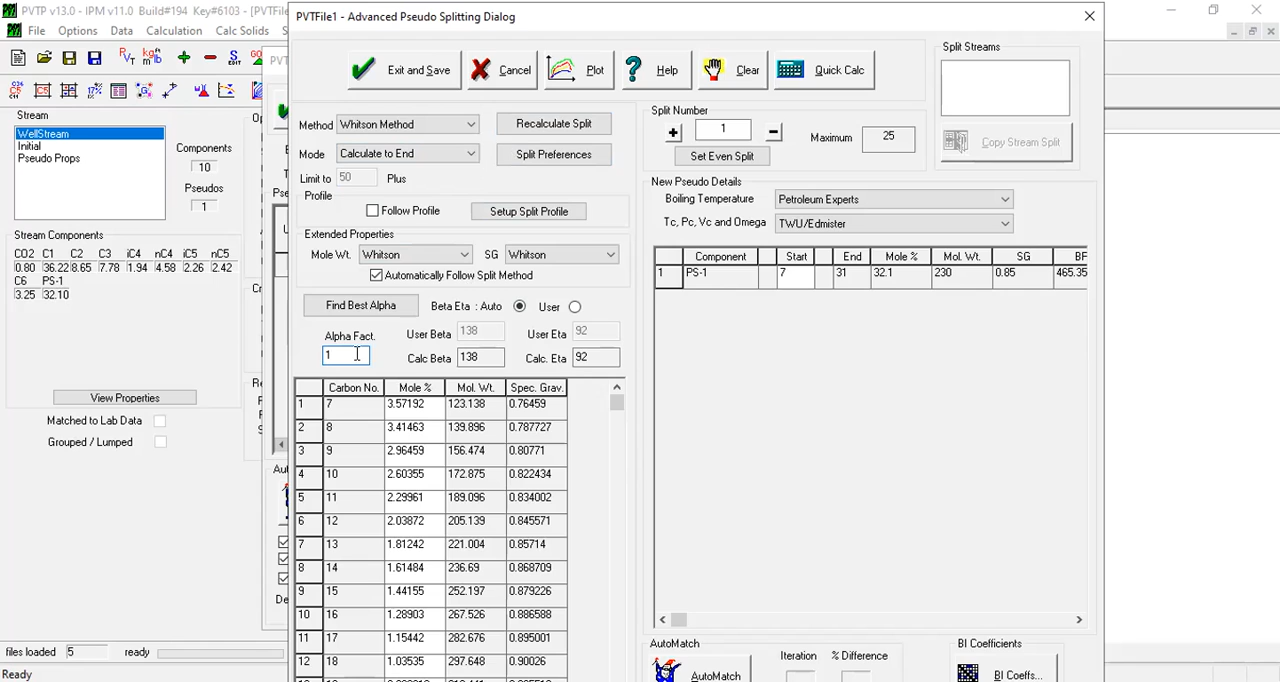 PVTP v13.0 - IPM v11.0 Build#194 Key#6103 - [PVTF
PVTFile1 - Advanced Pseudo Splitting Dialog
File Options Data Calculation Calc Solids
Exit and Save Cancel Plot Help Clear Quick Calc
Split Streams
Copy Stream Split
Stream
WellStream
Initial
Pseudo Props
Components
10
Pseudos
1
Stream Components
CO2 C1 C2 C3 iC4 nC4 iC5 nC5
0.80 36.22 8.65 7.78 1.94 4.58 2.26 2.42
C6 PS-1
3.25 32.10
View Properties
Matched to Lab Data
Grouped / Lumped
files loaded 5 ready
Ready
Method Whitson Method Recalculate Split
Mode Calculate to End Split Preferences
Limit to 50 Plus
Profile
Follow Profile Setup Split Profile
Extended Properties
Mole Wt. Whitson SG Whitson
Automatically Follow Split Method
Find Best Alpha Beta Eta : Auto User
Alpha Fact. User Beta 138 User Eta 92
1 Calc Beta 138 Calc. Eta 92
Carbon No. Mole % Mol. Wt. Spec. Grav.
1 7 3.57192 123.138 0.76459
2 8 3.41463 139.896 0.787727
3 9 2.96459 156.474 0.80771
4 10 2.60355 172.875 0.822434
5 11 2.29961 189.096 0.834002
6 12 2.03872 205.139 0.845571
7 13 1.81242 221.004 0.85714
8 14 1.61484 236.69 0.868709
9 15 1.44155 252.197 0.879226
10 16 1.28903 267.526 0.886588
11 17 1.15442 282.676 0.895001
12 18 1.03535 297.648 0.90026
Split Number
+ 1 - Maximum 25
Set Even Split
New Pseudo Details
Boiling Temperature Petroleum Experts
Tc, Pc, Vc and Omega TWU/Edmister
Component Start End Mole % Mol. Wt. SG BF
1 PS-1 7 31 32.1 230 0.85 465.35
AutoMatch
AutoMatch
Iteration % Difference
BI Coefficients
BI Coeffs...